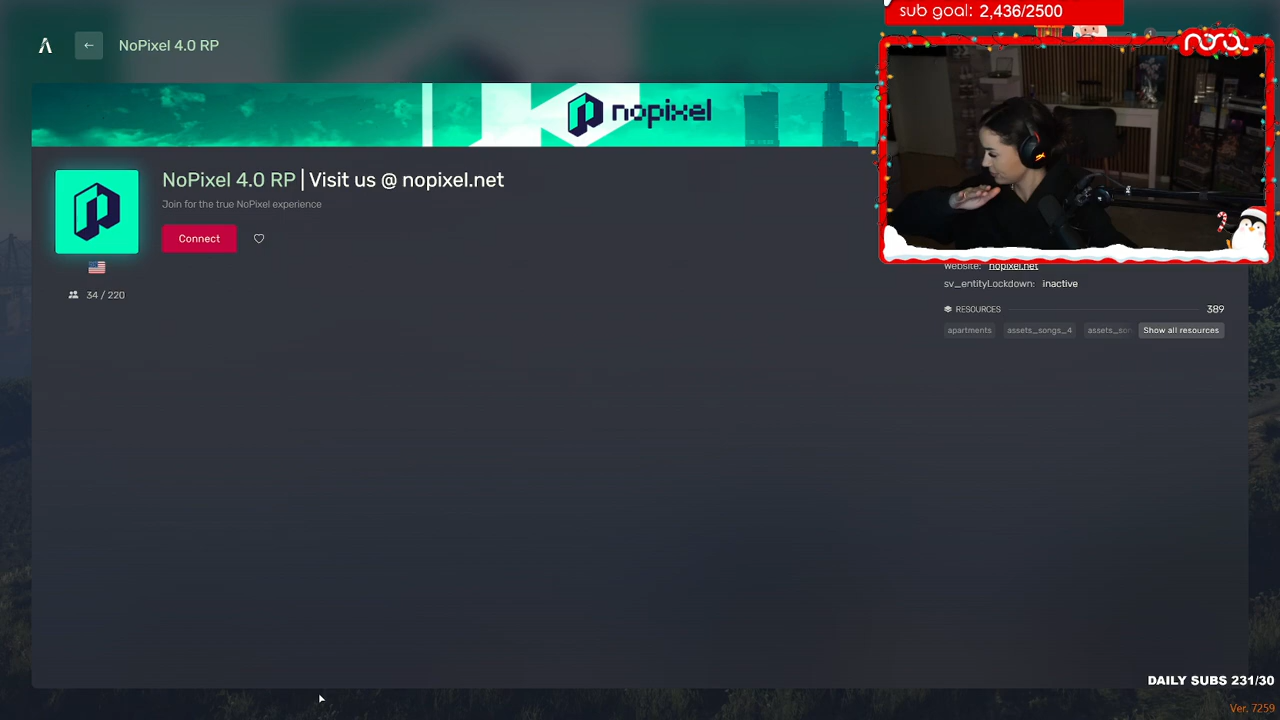 sub goal: 2,436/2500
nora
NoPixel 4.0 RP
nopixel
NoPixel 4.0 RP | Visit us @ nopixel.net
Join for the true NoPixel experience
Connect
34 / 220
website: nopixel.net
sv_entityLockdown: inactive
RESOURCES 389
apartments assets_songs_4 assets_son Show all resources
DAILY SUBS 231/30
Ver. 7259